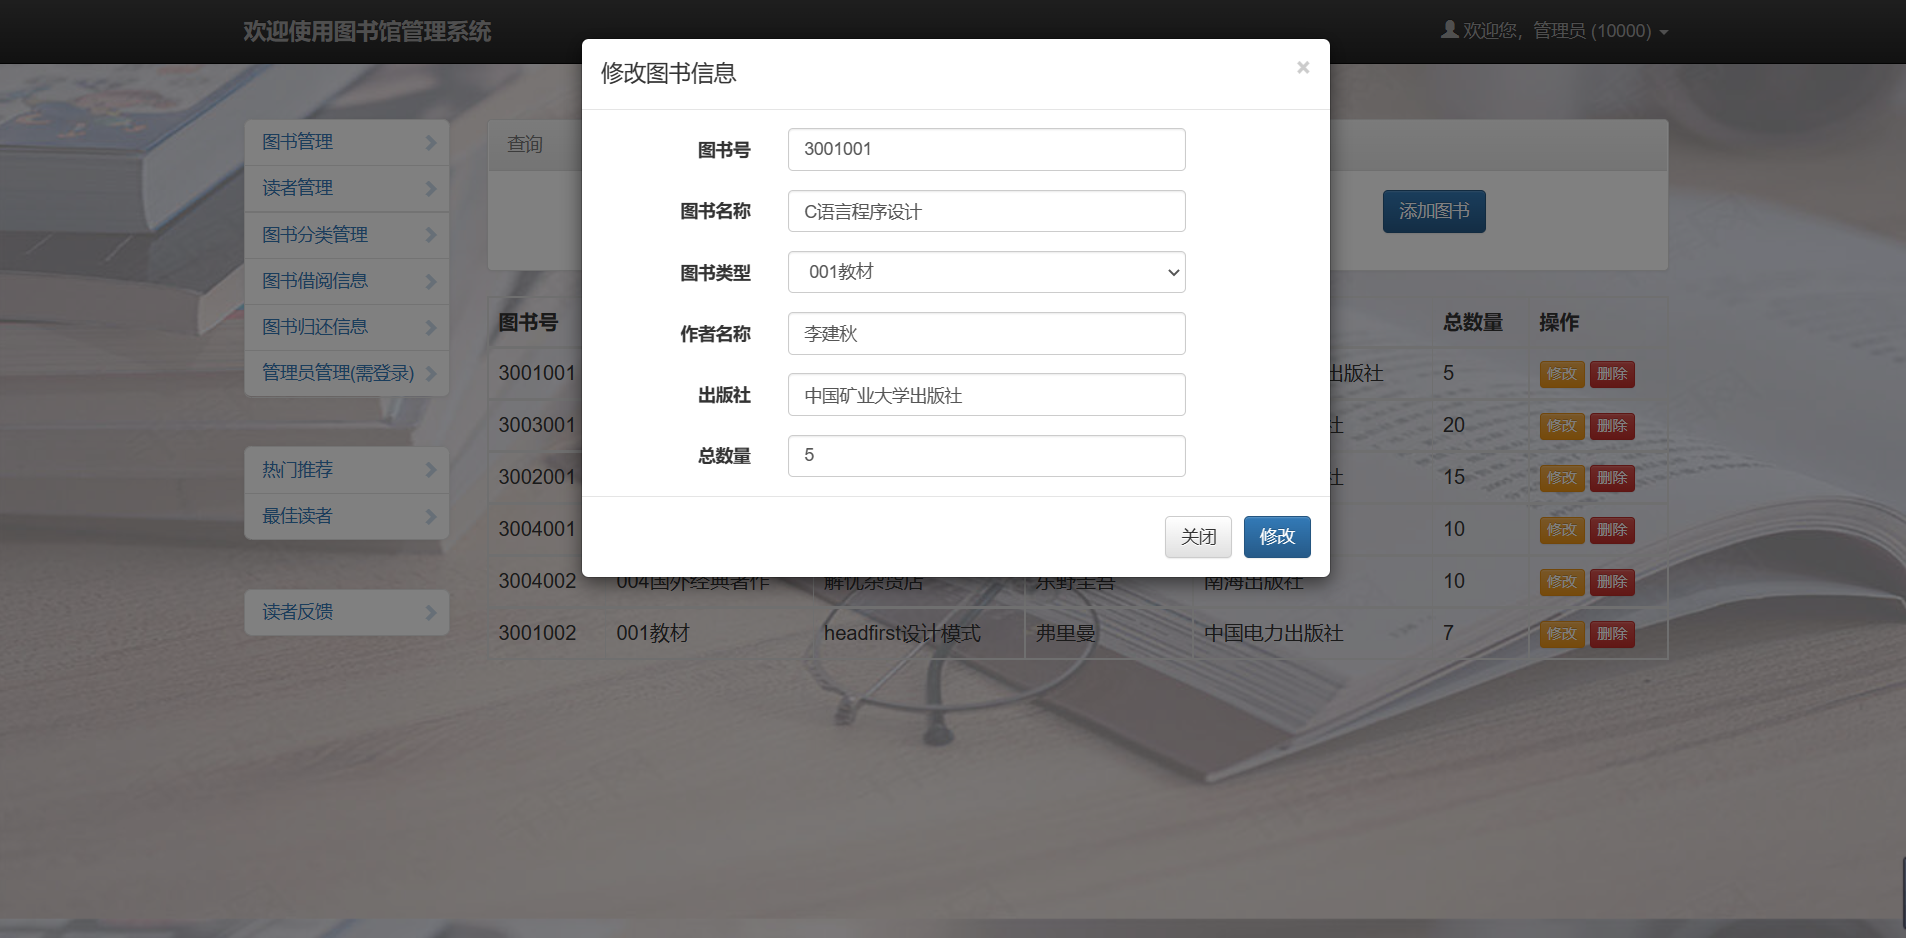 欢迎使用图书馆管理系统
欢迎您，管理员 (10000)
修改图书信息
×
图书号 3001001
图书名称 C语言程序设计
图书类型 001教材
作者名称 李建秋
出版社 中国矿业大学出版社
总数量 5
关闭 修改
图书管理
读者管理
图书分类管理
图书借阅信息
图书归还信息
管理员管理(需登录)
热门推荐
最佳读者
读者反馈
查询
添加图书
图书号 总数量 操作
3001001 出版社 5 修改 删除
3003001 社 20 修改 删除
3002001 社 15 修改 删除
3004001 10 修改 删除
3004002 004国外经典著作 解忧杂货店 东野圭吾 南海出版社 10 修改 删除
3001002 001教材 headfirst设计模式 弗里曼 中国电力出版社 7 修改 删除